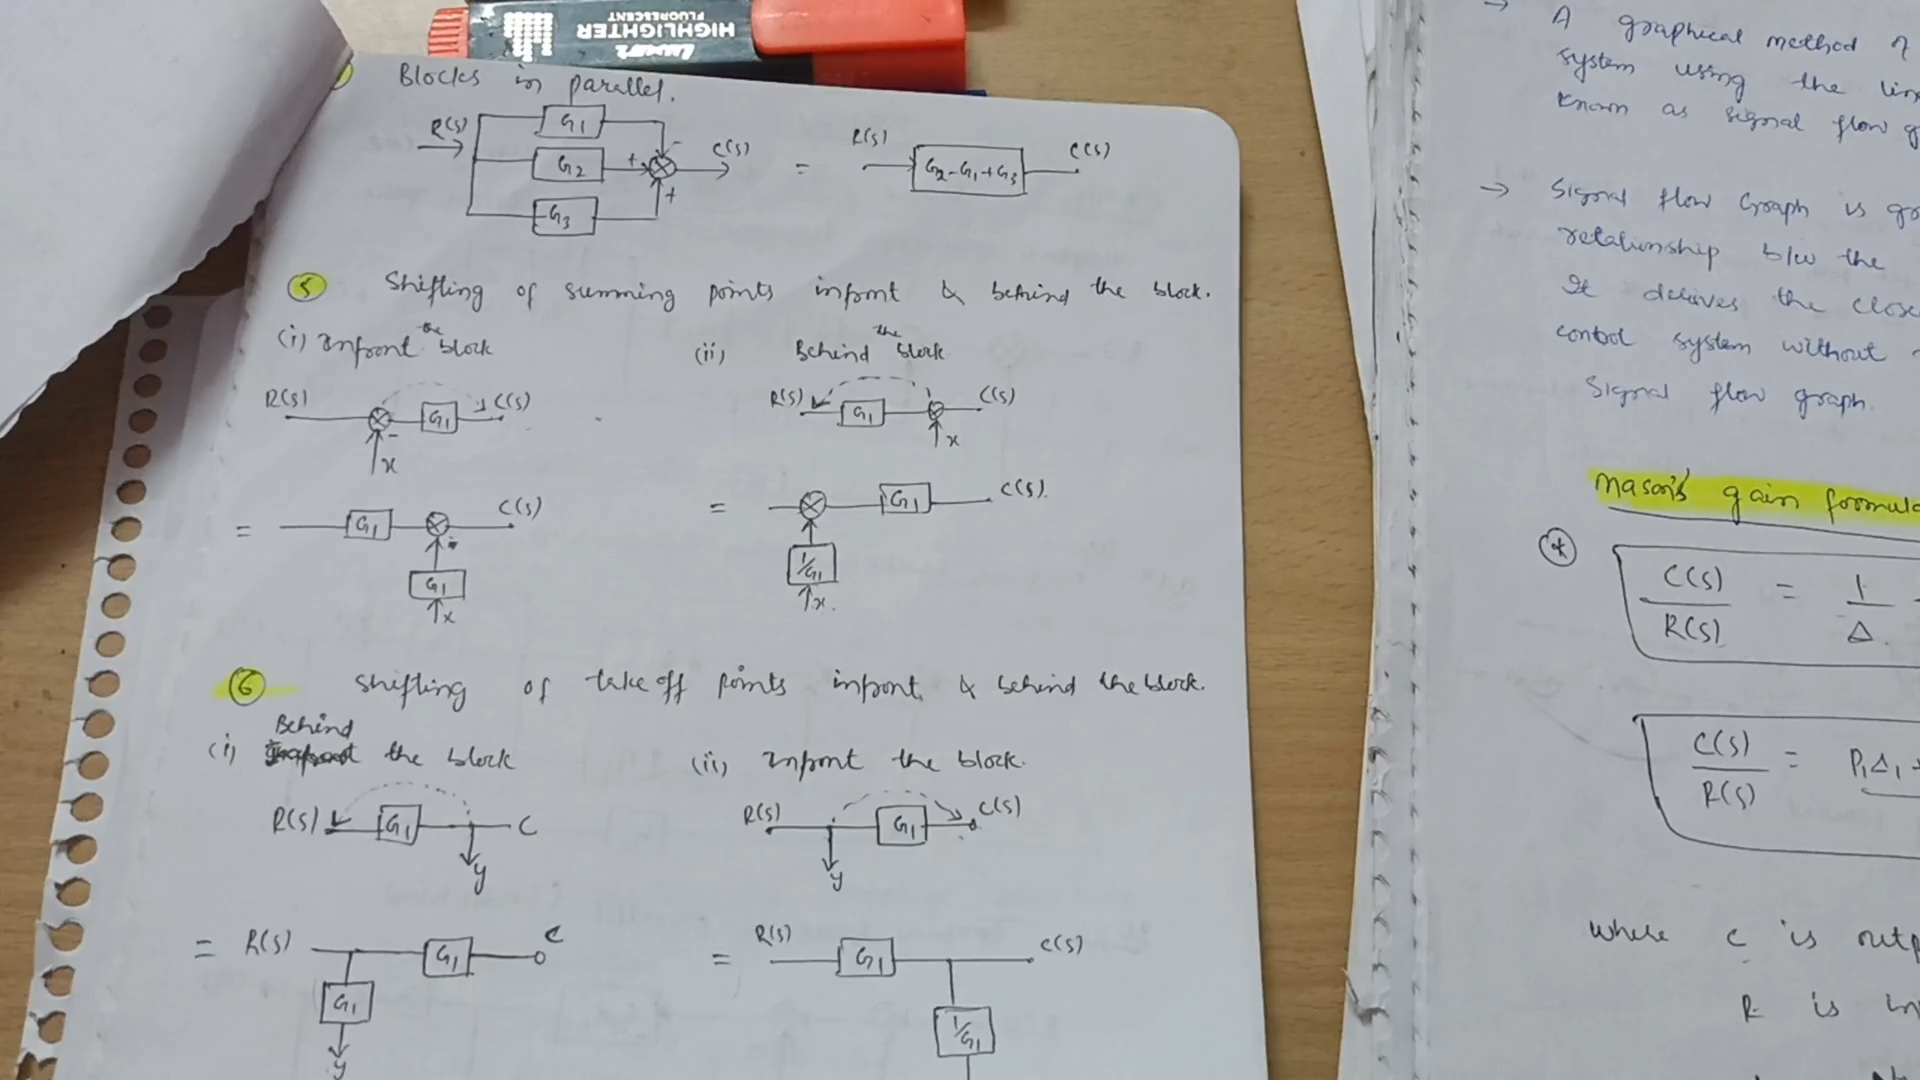 Luxor
HIGHLIGHTER
FLUORESCENT
Blocks in parallel.
R(s)
G1
-
G2
+
C(s)
+
G3
=
R(s)
G2-G1+G3
C(s)
5 Shifting of summing points infront & behind the block.
(i) Infront the block
R(s)
G1
C(s)
-
x
=
G1
C(s)
G1
x
(ii) Behind the block
R(s)
G1
C(s)
x
=
G1
C(s).
1/G1
x.
6 Shifting of take off points infront & behind the block.
(i) Behind the block
R(s)
G1
C
y
= R(s)
G1
C
G1
y
(ii) Infront the block.
R(s)
G1
C(s)
y
=
R(s)
G1
C(s)
1/G1
→ A graphical method of
system using the
known as signal flow
→ Signal flow Graph is
relationship b/w the
It derives the
control system without
Signal flow graph.
Mason's gain formula
*
C(s)/R(s) = 1/Δ
C(s)/R(s) = P1Δ1 +
where C is
R is